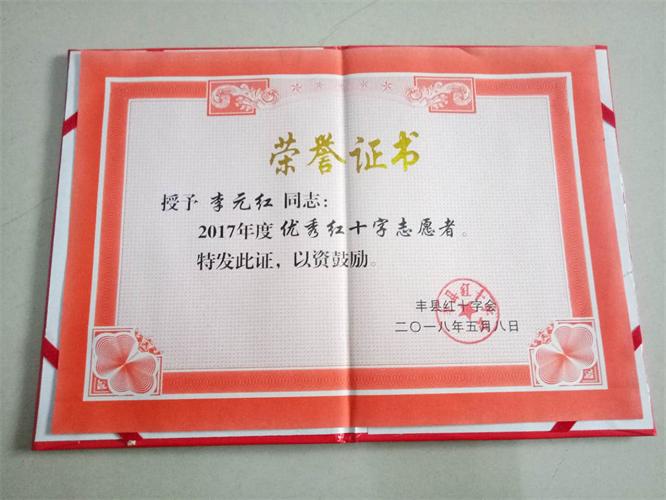 荣誉证书
授予 李元红 同志：
2017年度 优秀红十字志愿者。
特发此证，以资鼓励。
丰县红十字会
二〇一八年五月八日